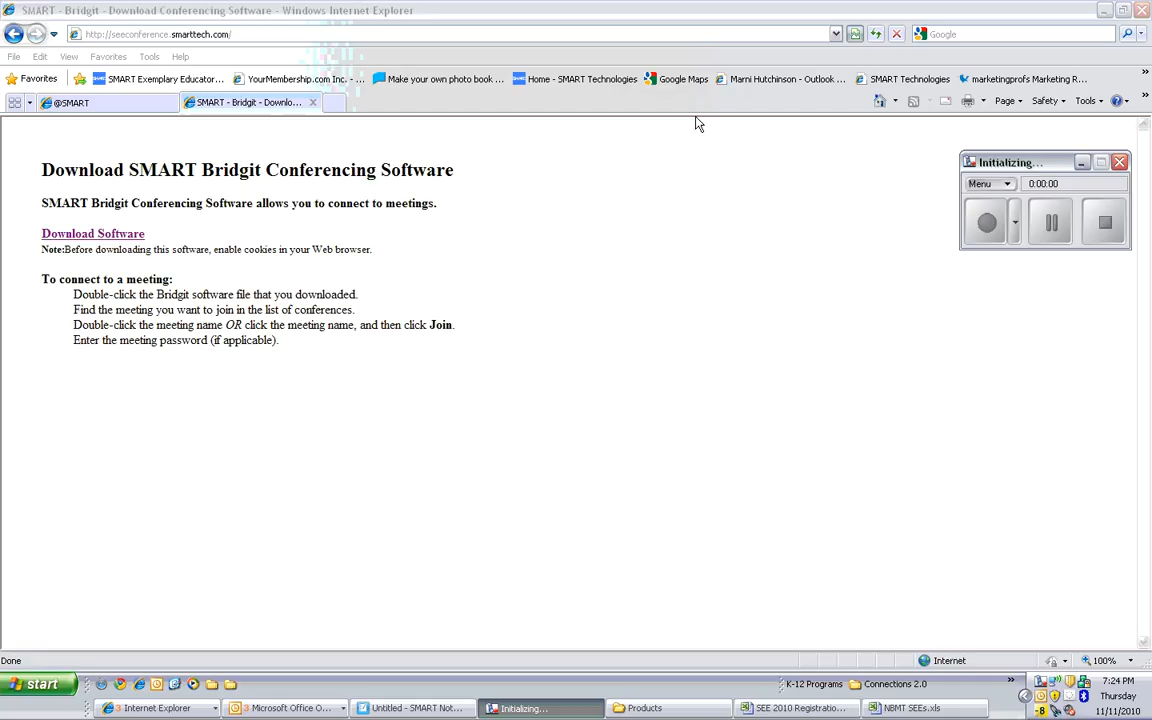 SMART - Bridgit - Download Conferencing Software - Windows Internet Explorer
http://seeconference.smarttech.com/
Google
File Edit View Favorites Tools Help
Favorites SMART Exemplary Educator... YourMembership.com Inc. - ... Make your own photo book ... Home - SMART Technologies Google Maps Marni Hutchinson - Outlook ... SMART Technologies marketingprofs Marketing R...
@SMART SMART - Bridgit - Downlo... Page Safety Tools
Download SMART Bridgit Conferencing Software
SMART Bridgit Conferencing Software allows you to connect to meetings.
Download Software
Note:Before downloading this software, enable cookies in your Web browser.
To connect to a meeting:
Double-click the Bridgit software file that you downloaded.
Find the meeting you want to join in the list of conferences.
Double-click the meeting name OR click the meeting name, and then click Join.
Enter the meeting password (if applicable).
Initializing...
Menu 0:00:00
Done Internet 100%
start K-12 Programs Connections 2.0 7:24 PM
Thursday
3 Internet Explorer 3 Microsoft Office O... Untitled - SMART Not... Initializing... Products SEE 2010 Registratio... NBMT SEEs.xls -8 11/11/2010